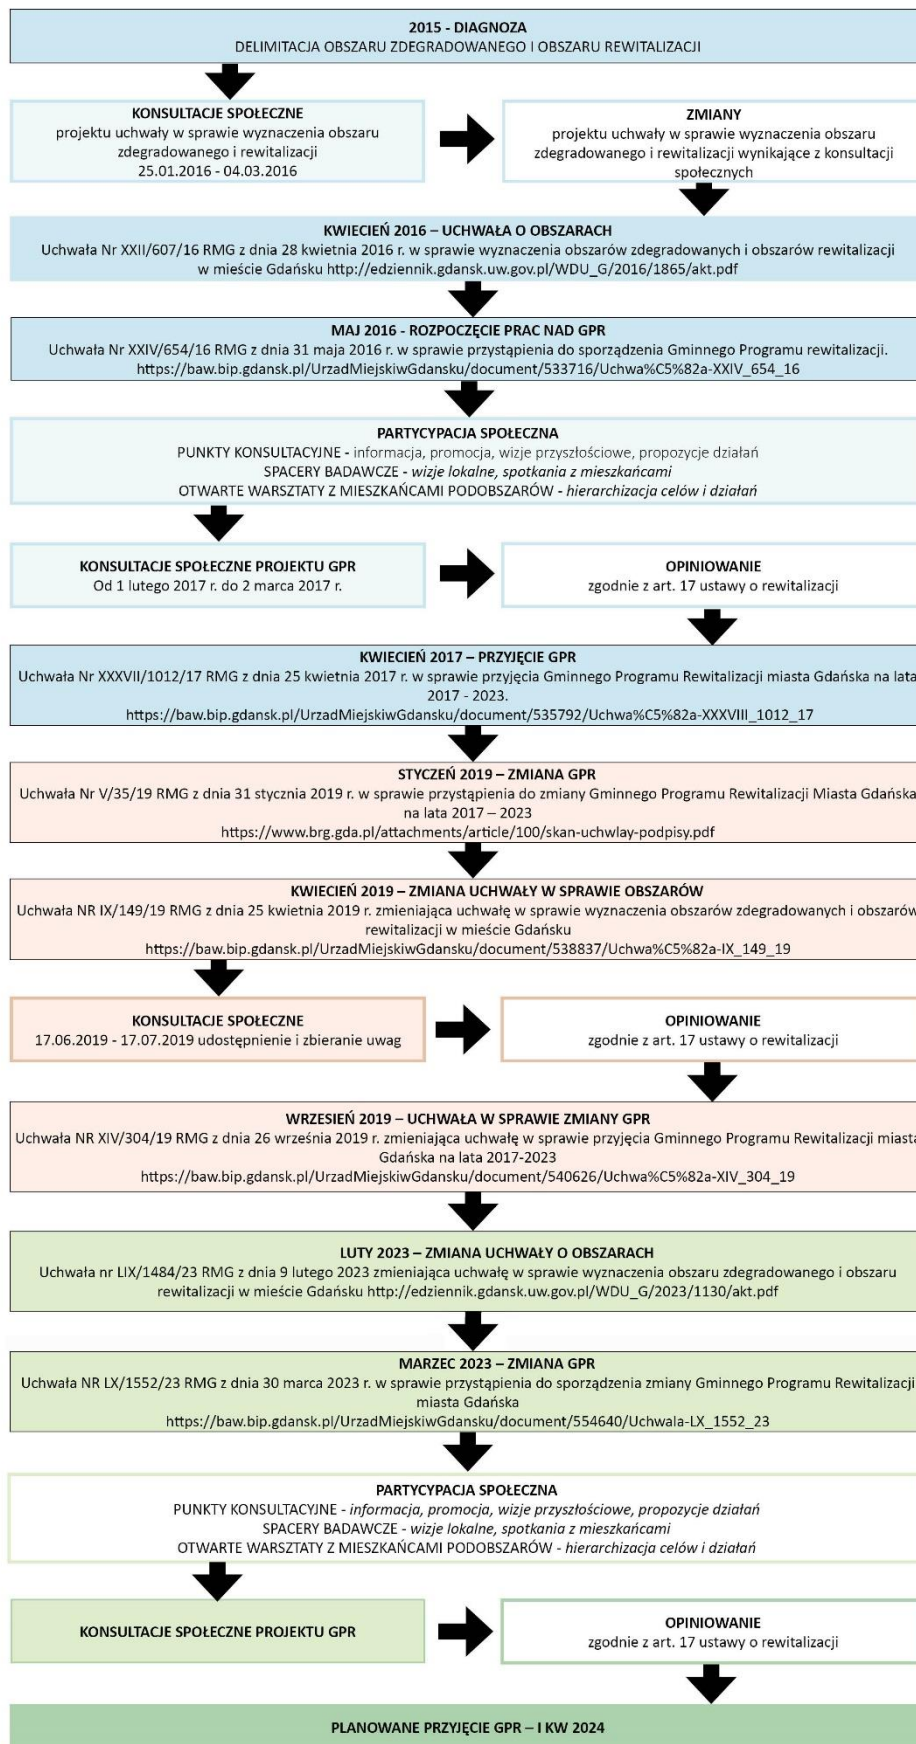 2015 - DIAGNOZA
DELIMITACJA OBSZARU ZDEGRADOWANEGO I OBSZARU REWITALIZACJI
KONSULTACJE SPOŁECZNE
projektu uchwały w sprawie wyznaczenia obszaru
zdegradowanego i rewitalizacji
25.01.2016 - 04.03.2016
ZMIANY
projektu uchwały w sprawie wyznaczenia obszaru
zdegradowanego i rewitalizacji wynikające z konsultacji
społecznych
KWIECIEŃ 2016 – UCHWAŁA O OBSZARACH
Uchwała Nr XXII/607/16 RMG z dnia 28 kwietnia 2016 r. w sprawie wyznaczenia obszarów zdegradowanych i obszarów rewitalizacji
w mieście Gdańsku http://edziennik.gdansk.uw.gov.pl/WDU_G/2016/1865/akt.pdf
MAJ 2016 - ROZPOCZĘCIE PRAC NAD GPR
Uchwała Nr XXIV/654/16 RMG z dnia 31 maja 2016 r. w sprawie przystąpienia do sporządzenia Gminnego Programu rewitalizacji.
https://baw.bip.gdansk.pl/UrzadMiejskiwGdansku/document/533716/Uchwa%C5%82a-XXIV_654_16
PARTYCYPACJA SPOŁECZNA
PUNKTY KONSULTACYJNE - informacja, promocja, wizje przyszłościowe, propozycje działań
SPACERY BADAWCZE - wizje lokalne, spotkania z mieszkańcami
OTWARTE WARSZTATY Z MIESZKAŃCAMI PODOBSZARÓW - hierarchizacja celów i działań
KONSULTACJE SPOŁECZNE PROJEKTU GPR
Od 1 lutego 2017 r. do 2 marca 2017 r.
OPINIOWANIE
zgodnie z art. 17 ustawy o rewitalizacji
KWIECIEŃ 2017 – PRZYJĘCIE GPR
Uchwała Nr XXXVII/1012/17 RMG z dnia 25 kwietnia 2017 r. w sprawie przyjęcia Gminnego Programu Rewitalizacji miasta Gdańska na lata
2017 - 2023.
https://baw.bip.gdansk.pl/UrzadMiejskiwGdansku/document/535792/Uchwa%C5%82a-XXXVIII_1012_17
STYCZEŃ 2019 – ZMIANA GPR
Uchwała Nr V/35/19 RMG z dnia 31 stycznia 2019 r. w sprawie przystąpienia do zmiany Gminnego Programu Rewitalizacji Miasta Gdańska
na lata 2017 – 2023
https://www.brg.gda.pl/attachments/article/100/skan-uchwlay-podpisy.pdf
KWIECIEŃ 2019 – ZMIANA UCHWAŁY W SPRAWIE OBSZARÓW
Uchwała NR IX/149/19 RMG z dnia 25 kwietnia 2019 r. zmieniająca uchwałę w sprawie wyznaczenia obszarów zdegradowanych i obszarów
rewitalizacji w mieście Gdańsku
https://baw.bip.gdansk.pl/UrzadMiejskiwGdansku/document/538837/Uchwa%C5%82a-IX_149_19
KONSULTACJE SPOŁECZNE
17.06.2019 - 17.07.2019 udostępnienie i zbieranie uwag
OPINIOWANIE
zgodnie z art. 17 ustawy o rewitalizacji
WRZESIEŃ 2019 – UCHWAŁA W SPRAWIE ZMIANY GPR
Uchwała NR XIV/304/19 RMG z dnia 26 września 2019 r. zmieniająca uchwałę w sprawie przyjęcia Gminnego Programu Rewitalizacji miasta
Gdańska na lata 2017-2023
https://baw.bip.gdansk.pl/UrzadMiejskiwGdansku/document/540626/Uchwa%C5%82a-XIV_304_19
LUTY 2023 – ZMIANA UCHWAŁY O OBSZARACH
Uchwała nr LIX/1484/23 RMG z dnia 9 lutego 2023 zmieniająca uchwałę w sprawie wyznaczenia obszaru zdegradowanego i obszaru
rewitalizacji w mieście Gdańsku http://edziennik.gdansk.uw.gov.pl/WDU_G/2023/1130/akt.pdf
MARZEC 2023 – ZMIANA GPR
Uchwała NR LX/1552/23 RMG z dnia 30 marca 2023 r. w sprawie przystąpienia do sporządzenia zmiany Gminnego Programu Rewitalizacji
miasta Gdańska
https://baw.bip.gdansk.pl/UrzadMiejskiwGdansku/document/554640/Uchwala-LX_1552_23
PARTYCYPACJA SPOŁECZNA
PUNKTY KONSULTACYJNE - informacja, promocja, wizje przyszłościowe, propozycje działań
SPACERY BADAWCZE - wizje lokalne, spotkania z mieszkańcami
OTWARTE WARSZTATY Z MIESZKAŃCAMI PODOBSZARÓW - hierarchizacja celów i działań
KONSULTACJE SPOŁECZNE PROJEKTU GPR
OPINIOWANIE
zgodnie z art. 17 ustawy o rewitalizacji
PLANOWANE PRZYJĘCIE GPR – I KW 2024